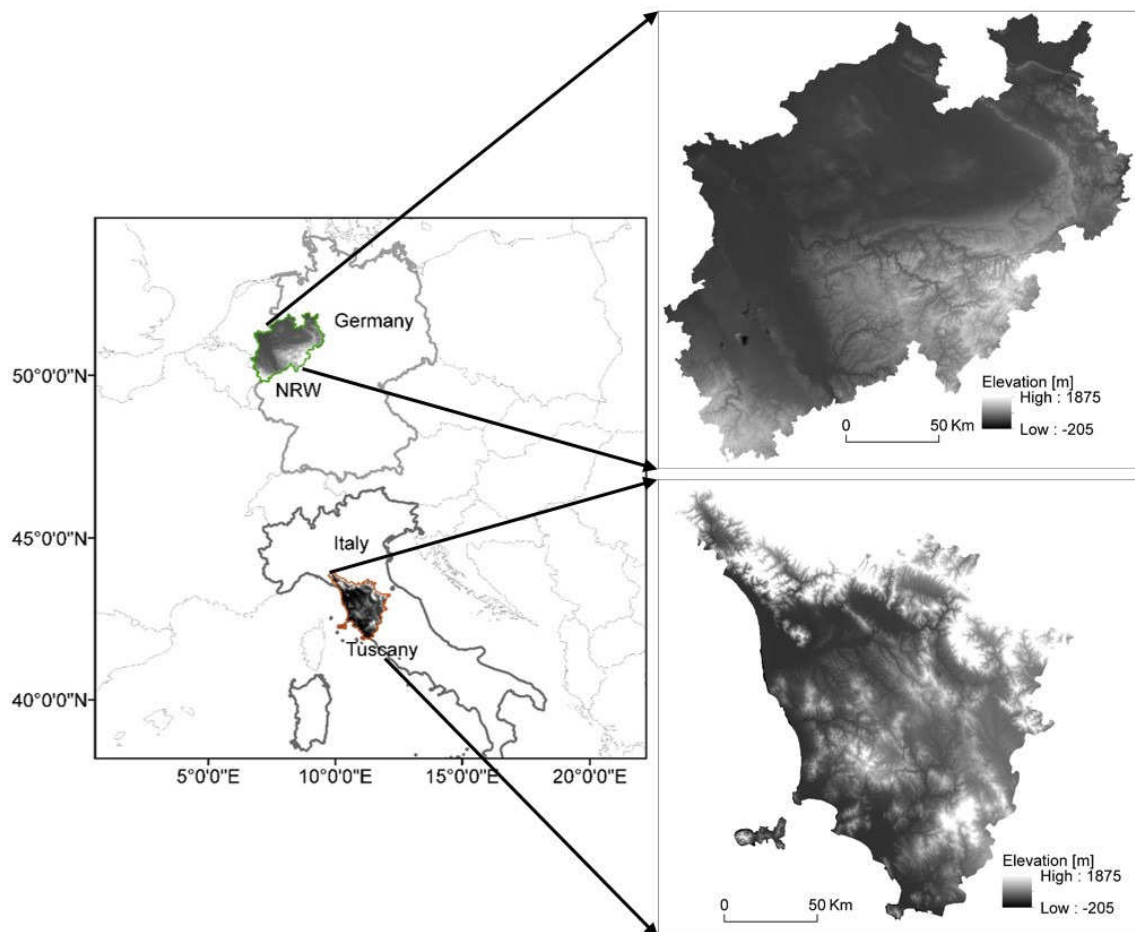 Germany
NRW
Italy
Tuscany
50°0'0"N
45°0'0"N
40°0'0"N
5°0'0"E
10°0'0"E
15°0'0"E
20°0'0"E
Elevation [m]
High : 1875
Low : -205
0
50 Km
Elevation [m]
High : 1875
Low : -205
0
50 Km